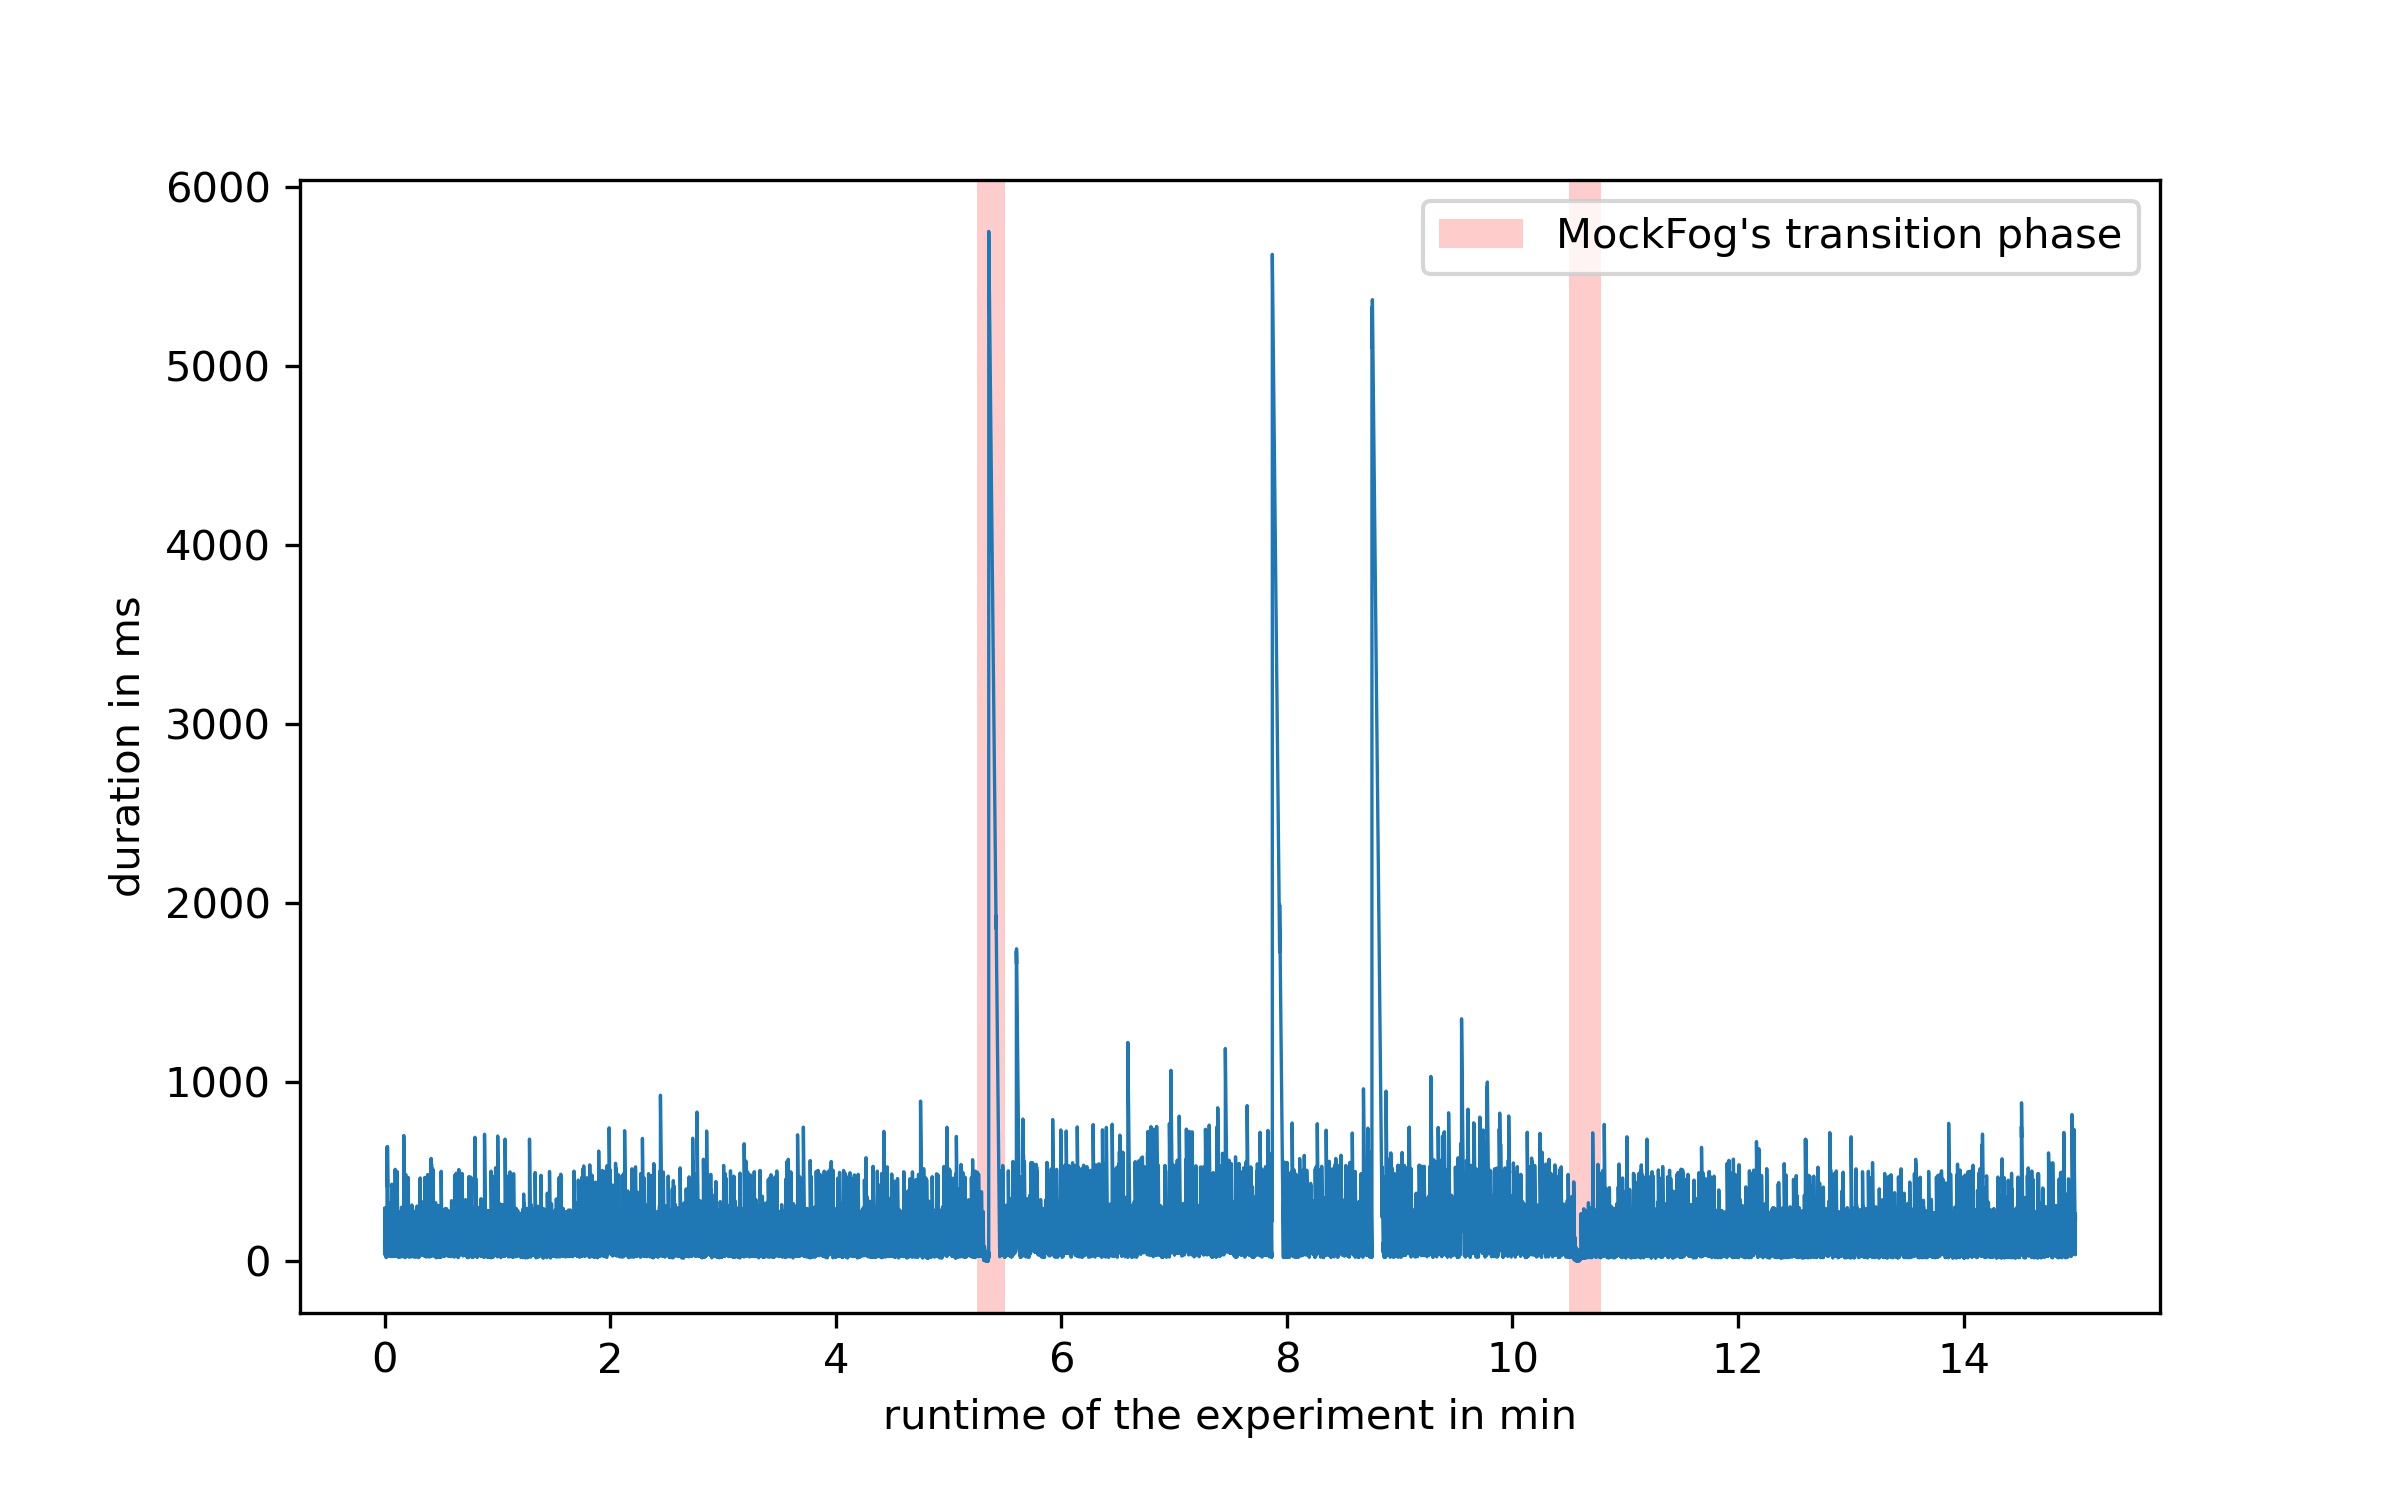 MockFog's transition phase
duration in ms
6000
5000
4000
3000
2000
1000
0
0 2 4 6 8 10 12 14
runtime of the experiment in min